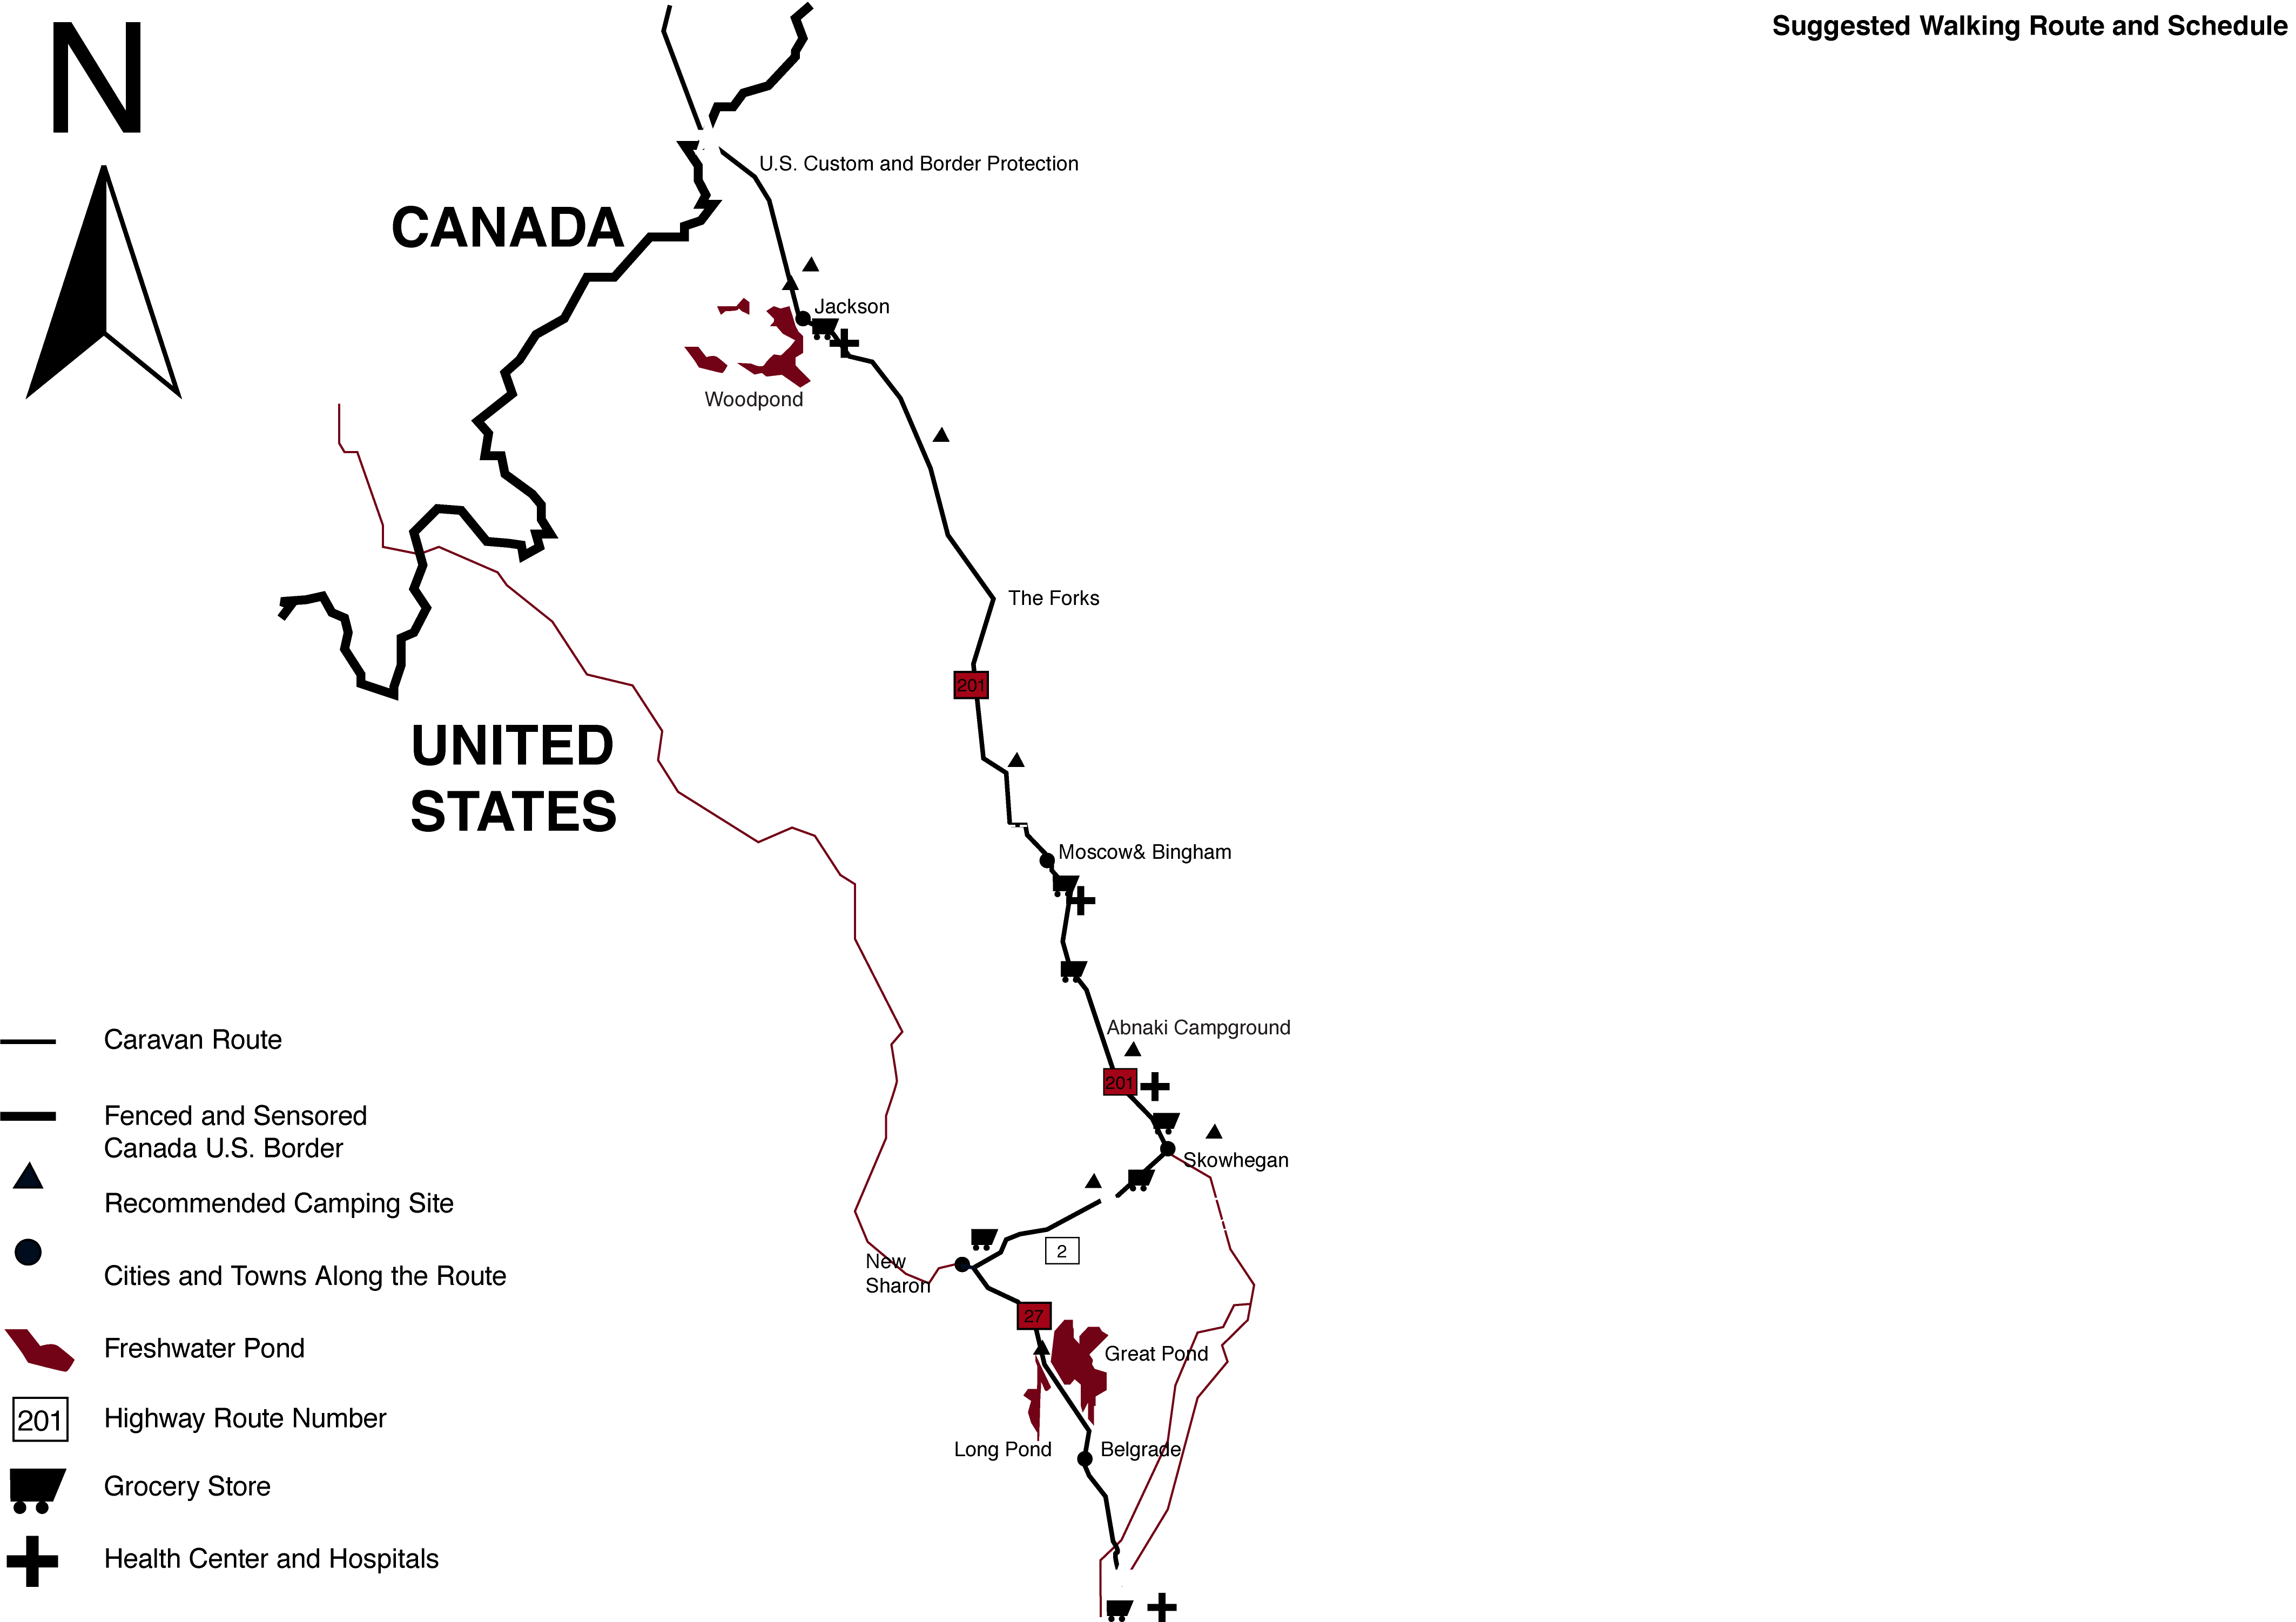 N
Suggested Walking Route and Schedule
U.S. Custom and Border Protection
CANADA
Jackson
Woodpond
The Forks
201
UNITED
STATES
Moscow& Bingham
Abnaki Campground
201
Skowhegan
2
New
Sharon
27
Great Pond
Long Pond
Belgrade
Caravan Route
Fenced and Sensored
Canada U.S. Border
Recommended Camping Site
Cities and Towns Along the Route
Freshwater Pond
201
Highway Route Number
Grocery Store
Health Center and Hospitals